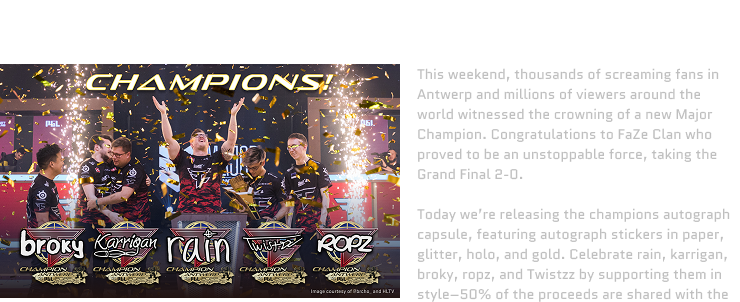 CHAMPIONS!
broky
Karrigan
rain
Twistzz
ROPZ
CHAMPION
CHAMPION
CHAMPION
CHAMPION
CHAMPION
Image courtesy of Pbircho, and HLTV
This weekend, thousands of screaming fans in
Antwerp and millions of viewers around the
world witnessed the crowning of a new Major
Champion. Congratulations to FaZe Clan who
proved to be an unstoppable force, taking the
Grand Final 2-0.
Today we're releasing the champions autograph
capsule, featuring autograph stickers in paper,
glitter, holo, and gold. Celebrate rain, karrigan,
broky, ropz, and Twistzz by supporting them in
style—50% of the proceeds are shared with the